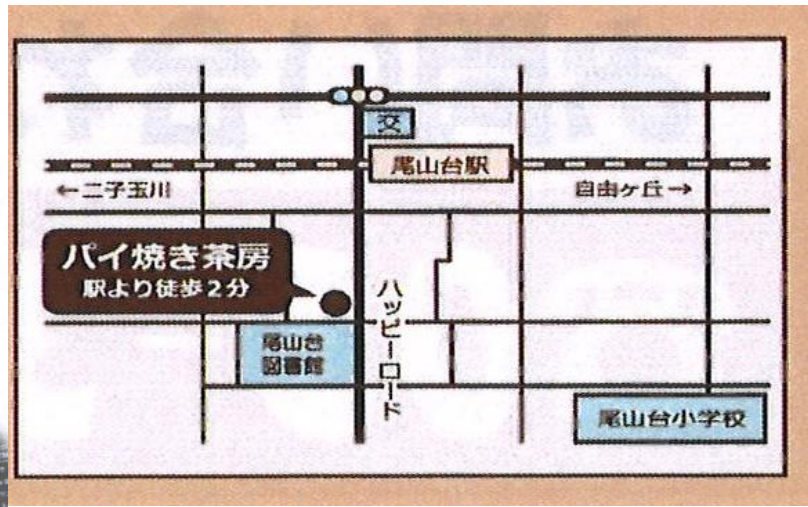 交
尾山台駅
←二子玉川
自由ヶ丘→
パイ焼き茶房
駅より徒歩2分
ハッピーロード
尾山台
図書館
尾山台小学校